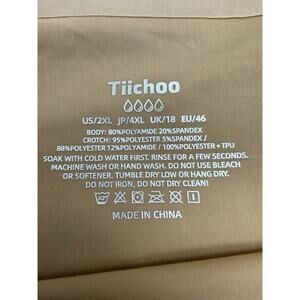 Tiichoo
US/2XL JP/4XL UK/18 EU/46
BODY: 80%POLYAMIDE 20%SPANDEX
CROTCH: 95%POLYESTER 5%SPANDEX /
88%POLYESTER 12%POLYAMIDE / 100%POLYESTER+TPU
SOAK WITH COLD WATER FIRST. RINSE FOR A FEW SECONDS.
MACHINE WASH OR HAND WASH. DO NOT USE BLEACH
OR SOFTENER. TUMBLE DRY LOW OR HANG DRY.
DO NOT IRON, OR DRY CLEAN.
MADE IN CHINA